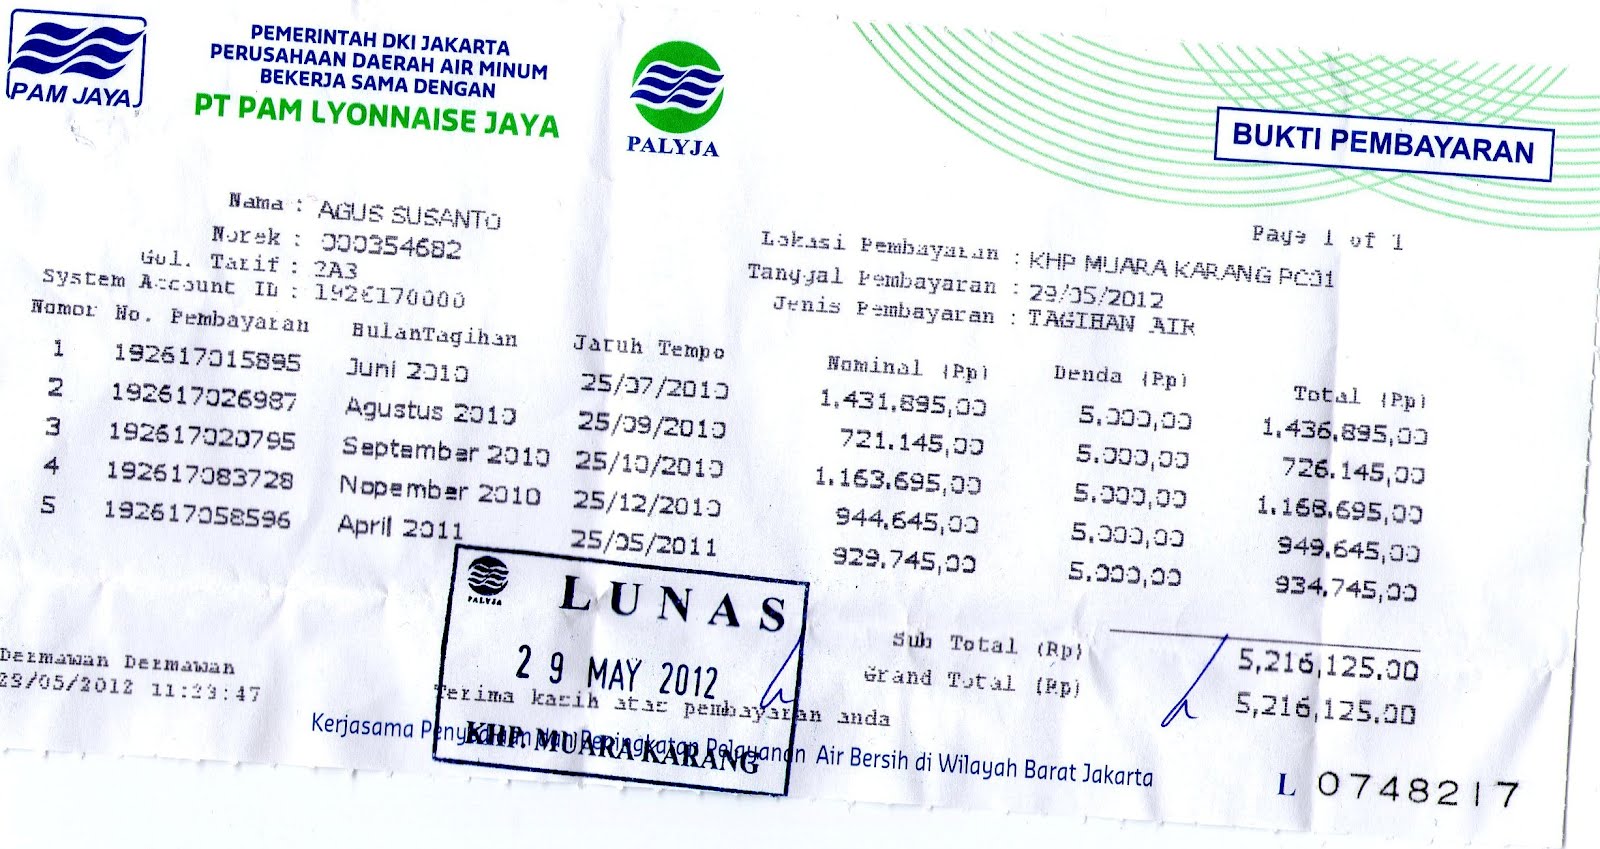 PAM JAYA
PEMERINTAH DKI JAKARTA
PERUSAHAAN DAERAH AIR MINUM
BEKERJA SAMA DENGAN
PT PAM LYONNAISE JAYA
PALYJA
BUKTI PEMBAYARAN
Page 1 of 1
Nama : AGUS SUSANTO
Norek : 000354682
Gol. Tarif : 2A3
System Account ID : 1926170000
Lokasi Pembayaran : KHP MUARA KARANG PC01
Tanggal Pembayaran : 29/05/2012
Jenis Pembayaran : TAGIHAN AIR
Nomor No. Pembayaran BulanTagihan Jatuh Tempo Nominal (Rp) Denda (Rp) Total (Rp)
1 192617015895 Juni 2010 25/07/2010 1.431.895,00 5.000,00 1.436.895,00
2 192617026987 Agustus 2010 25/09/2010 721.145,00 5.000,00 726.145,00
3 192617020795 September 2010 25/10/2010 1.163.695,00 5.000,00 1.168.695,00
4 192617083728 Nopember 2010 25/12/2010 944.645,00 5.000,00 949.645,00
5 192617058596 April 2011 25/05/2011 929.745,00 5.000,00 934.745,00
Sub Total (Rp) 5,216,125.00
Grand Total (Rp) 5,216,125.00
PALYJA
LUNAS
29 MAY 2012
KHP. MUARA KARANG
Dermawan Dermawan
29/05/2012 11:23:47
Terima kasih atas pembayaran anda
Kerjasama Penyediaan dan Peningkatan Pelayanan Air Bersih di Wilayah Barat Jakarta
L 0748217